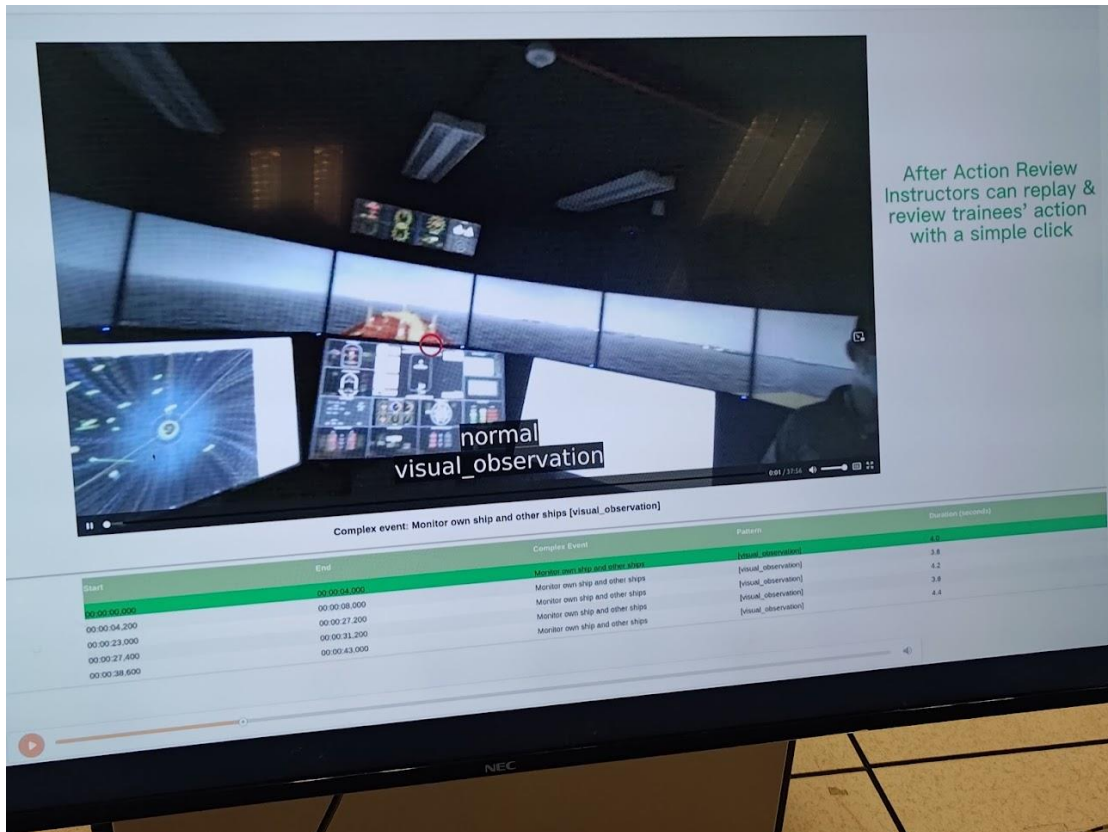 After Action Review
Instructors can replay &
review trainees' action
with a simple click
normal
visual_observation
0:01 / 57:56
Complex event: Monitor own ship and other ships [visual_observation]
Start End Complex Event Pattern Duration (seconds)
00:00:00,000 00:00:04,000 Monitor own ship and other ships [visual_observation] 4.0
00:00:04,200 00:00:08,000 Monitor own ship and other ships [visual_observation] 3.8
00:00:23,000 00:00:27,200 Monitor own ship and other ships [visual_observation] 4.2
00:00:27,400 00:00:31,200 Monitor own ship and other ships [visual_observation] 3.8
00:00:38,600 00:00:43,000 Monitor own ship and other ships [visual_observation] 4.4
NEC